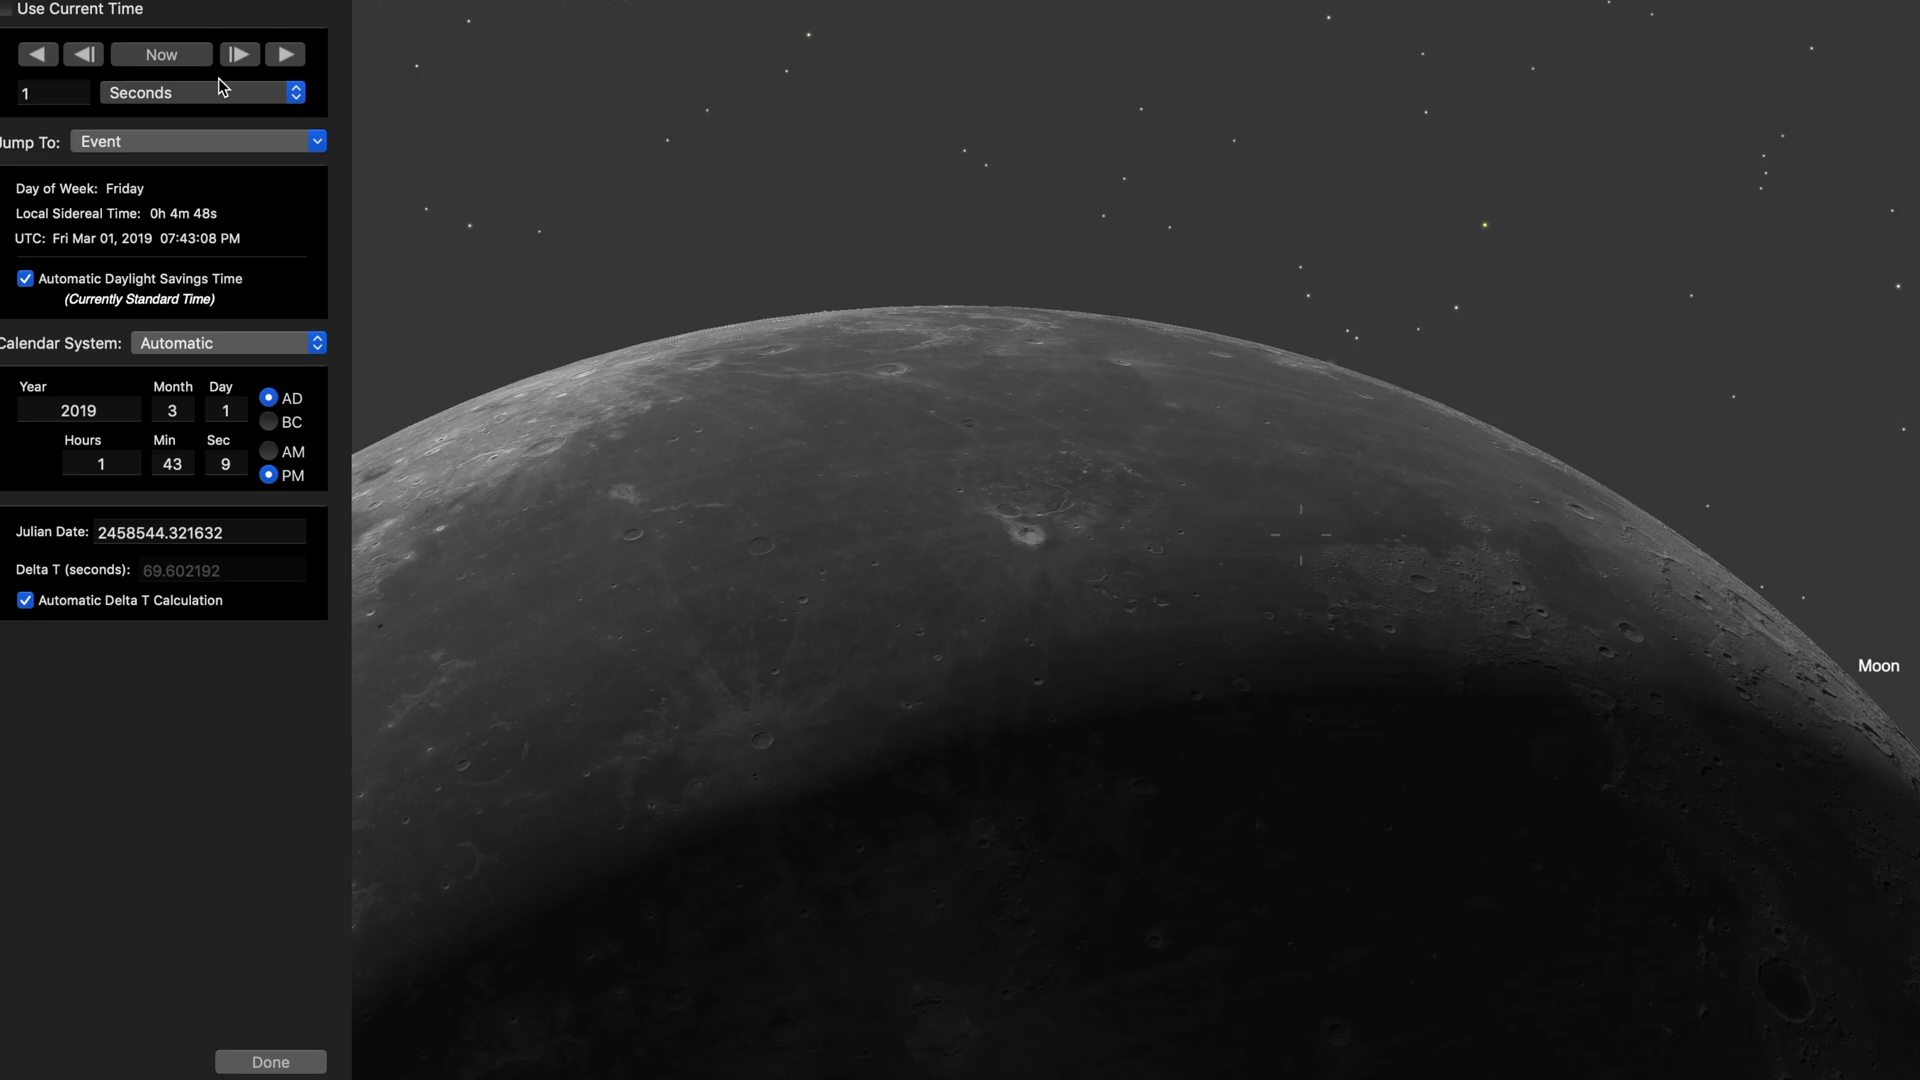 Use Current Time
Now
1 Seconds
Jump To: Event
Day of Week: Friday
Local Sidereal Time: 0h 4m 48s
UTC: Fri Mar 01, 2019 07:43:08 PM
Automatic Daylight Savings Time
(Currently Standard Time)
Calendar System: Automatic
Year Month Day
2019 3 1
AD
BC
Hours Min Sec
1 43 9
AM
PM
Julian Date: 2458544.321632
Delta T (seconds): 69.602192
Automatic Delta T Calculation
Moon
Done